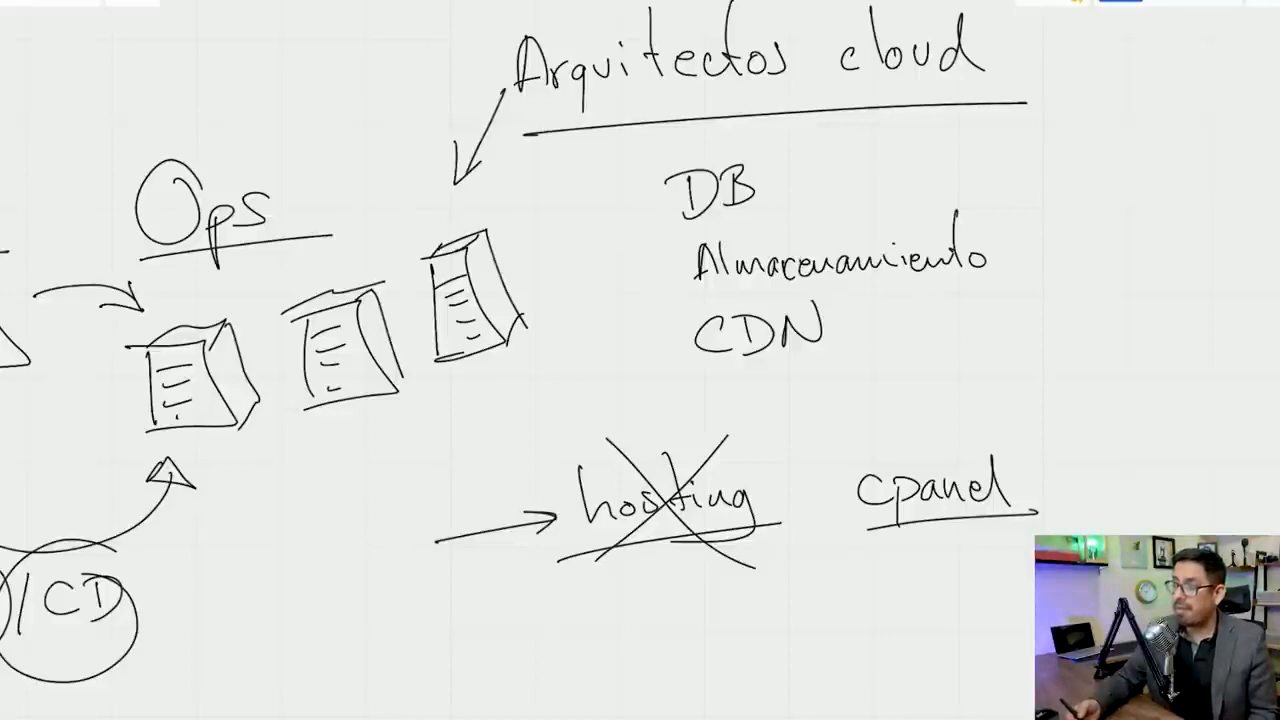 Arquitectos cloud
Ops
DB
Almacenamiento
CDN
hosting
cpanel
/CD